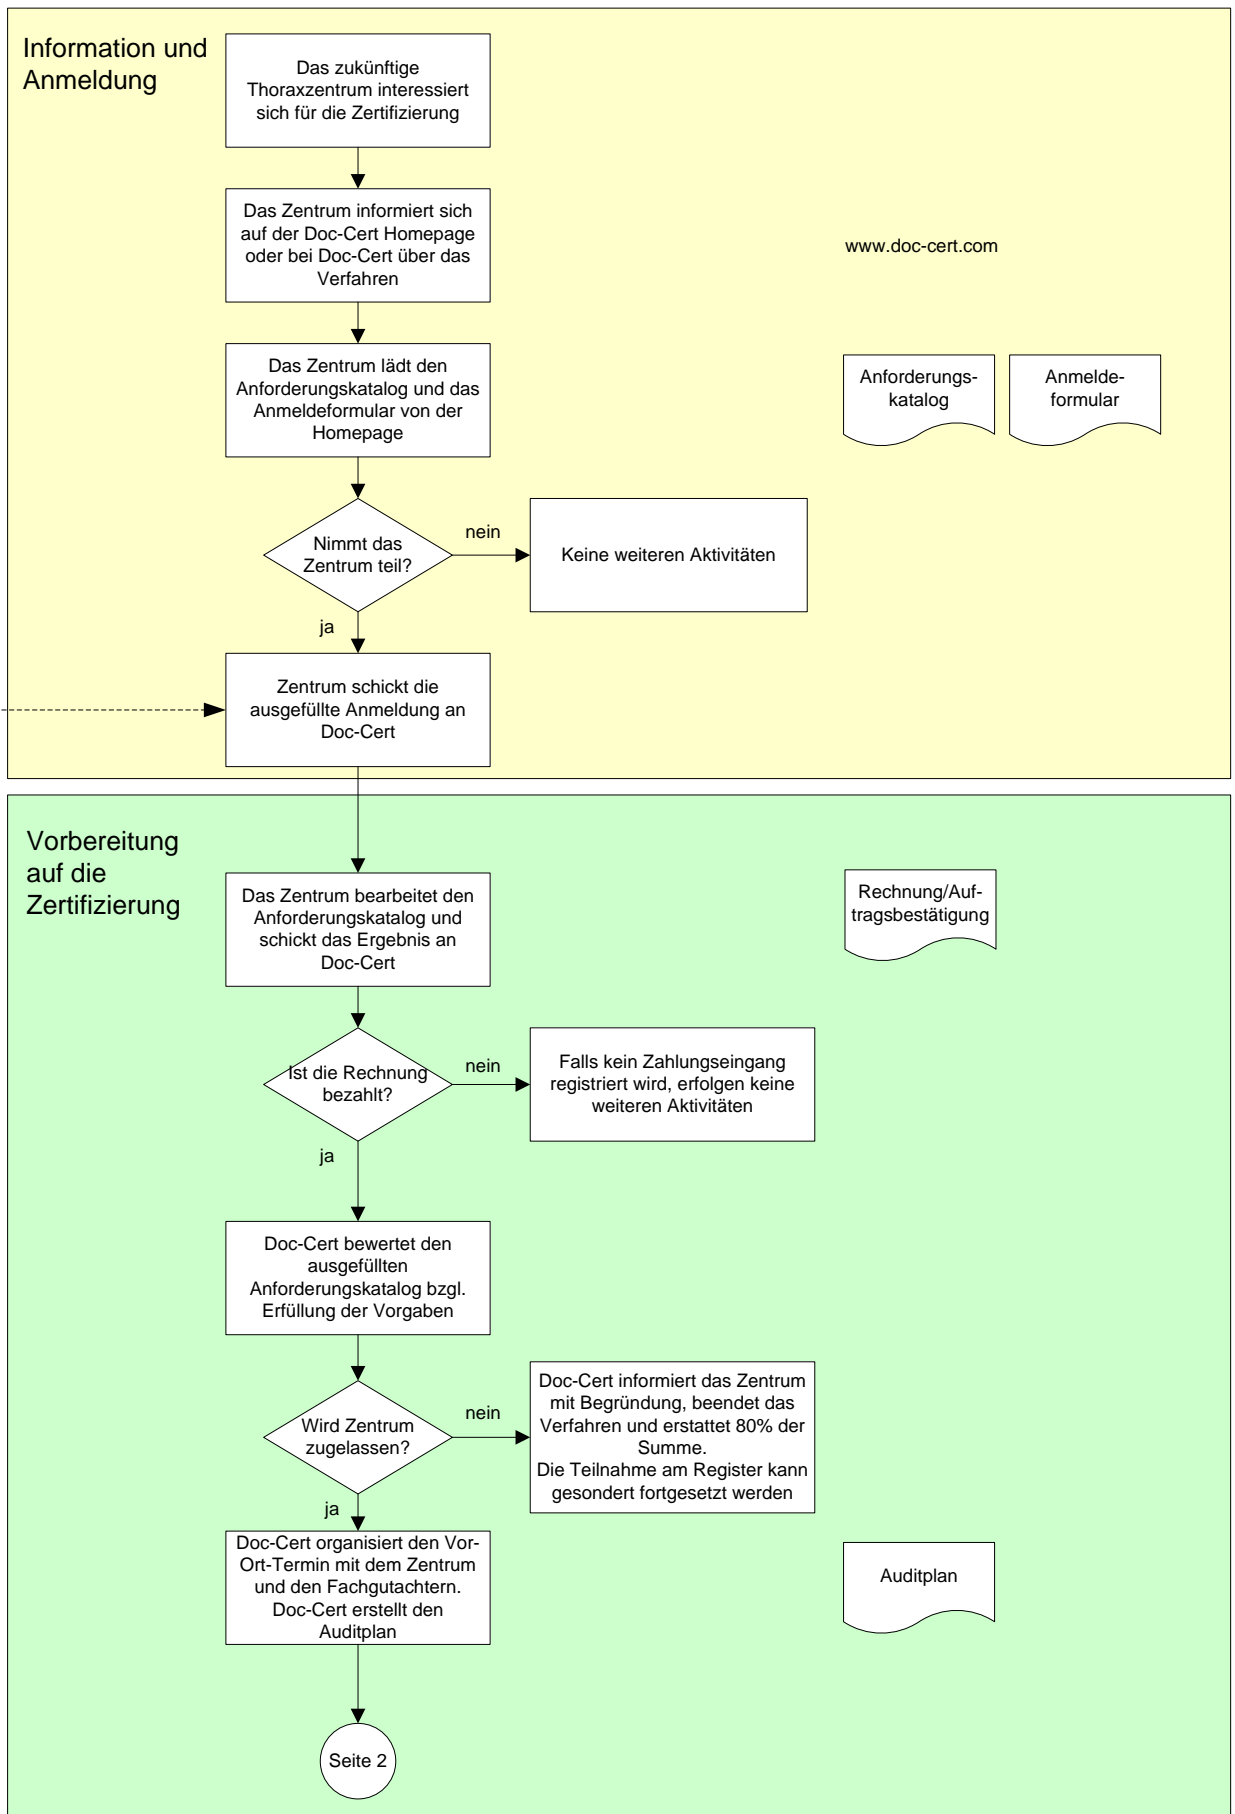 Information und
Anmeldung
Das zukünftige
Thoraxzentrum interessiert
sich für die Zertifizierung
Das Zentrum informiert sich
auf der Doc-Cert Homepage
oder bei Doc-Cert über das
Verfahren
www.doc-cert.com
Das Zentrum lädt den
Anforderungskatalog und das
Anmeldeformular von der
Homepage
Anforderungs-
katalog
Anmelde-
formular
Nimmt das
Zentrum teil?
nein
Keine weiteren Aktivitäten
ja
Zentrum schickt die
ausgefüllte Anmeldung an
Doc-Cert
Vorbereitung
auf die
Zertifizierung
Das Zentrum bearbeitet den
Anforderungskatalog und
schickt das Ergebnis an
Doc-Cert
Rechnung/Auf-
tragsbestätigung
Ist die Rechnung
bezahlt?
nein
Falls kein Zahlungseingang
registriert wird, erfolgen keine
weiteren Aktivitäten
ja
Doc-Cert bewertet den
ausgefüllten
Anforderungskatalog bzgl.
Erfüllung der Vorgaben
Wird Zentrum
zugelassen?
nein
Doc-Cert informiert das Zentrum
mit Begründung, beendet das
Verfahren und erstattet 80% der
Summe.
Die Teilnahme am Register kann
gesondert fortgesetzt werden
ja
Doc-Cert organisiert den Vor-
Ort-Termin mit dem Zentrum
und den Fachgutachtern.
Doc-Cert erstellt den
Auditplan
Auditplan
Seite 2